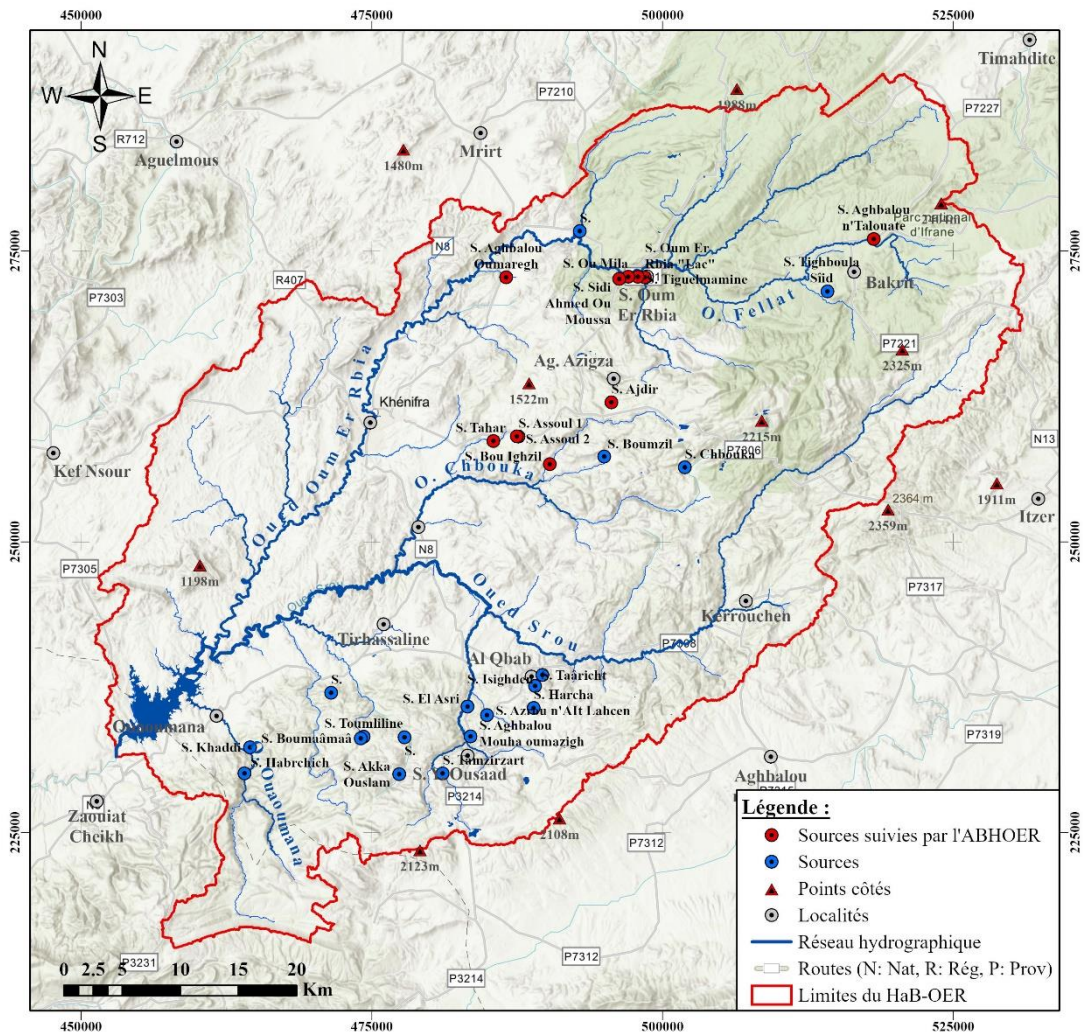 450000
475000
500000
525000
N
W
E
S
Timahdite
P7210
1988m
P7227
R712
Aguelmous
Mrirt
1480m
S. Aghbalou
n'Talouate
Parc national
d'Ifrane
S.
N8
275000
275000
S. Aghbalou
Oumaregh
S. Ou Mila
S. Oum Er
Rbia "Lac"
S. Tiguelmamine
S. Tighboula
Sïid
Bakrit
R407
P7303
S. Sidi
Ahmed Ou
Moussa
S. Oum
Er Rbia
O. Fellat
P7221
2325m
Ag. Azigza
1522m
S. Ajdir
Khénifra
Oued Oum Er Rbia
2215m
P7306
N13
S. Tahar
S. Assoul 1
S. Assoul 2
S. Bou Ighzil
S. Boumzil
S. Chbouka
Kef Nsour
O. Chbouka
1911m
2364 m
2359m
Itzer
250000
250000
N8
P7305
1198m
P7317
Oued Srou
Kerrouchen
Tirhassaline
P7308
Al Qbab
S. Taâricht
S. Isighden
S.
S. Harcha
S. El Asri
S. Azrou n'AIt Lahcen
S. Toumliline
S. Aghbalou
Mouha oumazigh
Ouaoumana
S. Khaddi
S. Boumuâmaâ
S.
P7319
S. Tamzirzart
S. Habrchich
S. Akka
Ouslam
Aghbalou
Zaouiat
Cheikh
O. Ouaoumana
P3214
225000
225000
2108m
P7312
2123m
P3231
P3214
P7312
0 2.5 5 10 15 20
Km
Légende :
Sources suivies par l'ABHOER
Sources
Points côtés
Localités
Réseau hydrographique
Routes (N: Nat, R: Rég, P: Prov)
Limites du HaB-OER
450000
475000
500000
525000